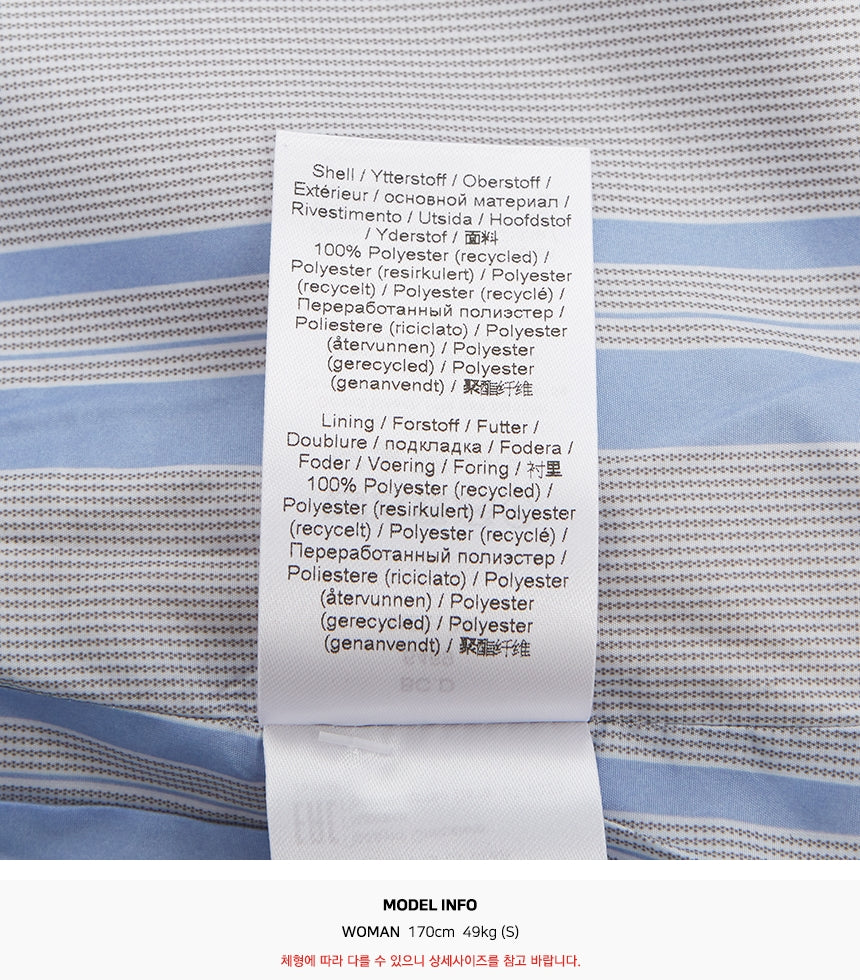 Shell / Ytterstoff / Oberstoff /
Extérieur / основной материал /
Rivestimento / Utsida / Hoofdstof
/ Yderstof / 面料
100% Polyester (recycled) /
Polyester (resirkulert) / Polyester
(recycelt) / Polyester (recyclé) /
Переработанный полиэстер /
Poliestere (riciclato) / Polyester
(återvunnen) / Polyester
(gerecycled) / Polyester
(genanvendt) / 聚酯纤维
Lining / Forstoff / Futter /
Doublure / подкладка / Fodera /
Foder / Voering / Foring / 衬里
100% Polyester (recycled) /
Polyester (resirkulert) / Polyester
(recycelt) / Polyester (recyclé) /
Переработанный полиэстер /
Poliestere (riciclato) / Polyester
(återvunnen) / Polyester
(gerecycled) / Polyester
(genanvendt) / 聚酯纤维
MODEL INFO
WOMAN 170cm 49kg (S)
체형에 따라 다를 수 있으니 상세사이즈를 참고 바랍니다.